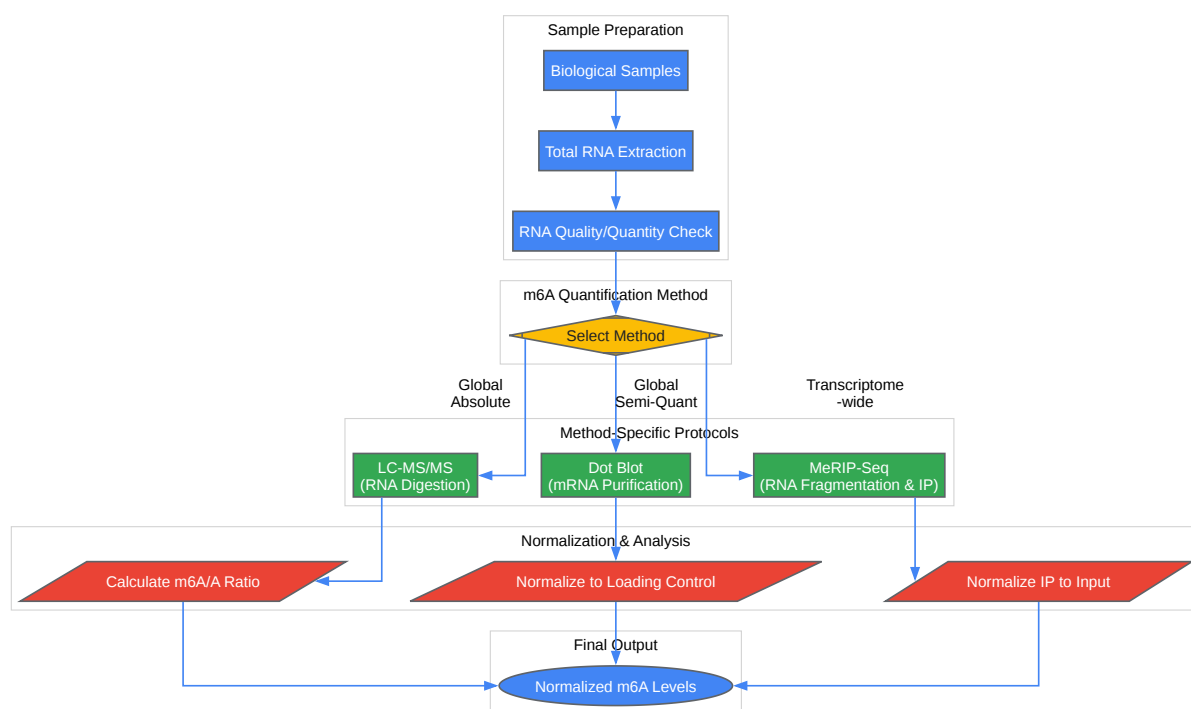 Sample Preparation
Biological Samples
Total RNA Extraction
RNA Quality/Quantity Check
m6A Quantification Method
Select Method
Global
Absolute
Global
Semi-Quant
Transcriptome
-wide
Method-Specific Protocols
LC-MS/MS
(RNA Digestion)
Dot Blot
(mRNA Purification)
MeRIP-Seq
(RNA Fragmentation & IP)
Normalization & Analysis
Calculate m6A/A Ratio
Normalize to Loading Control
Normalize IP to Input
Final Output
Normalized m6A Levels